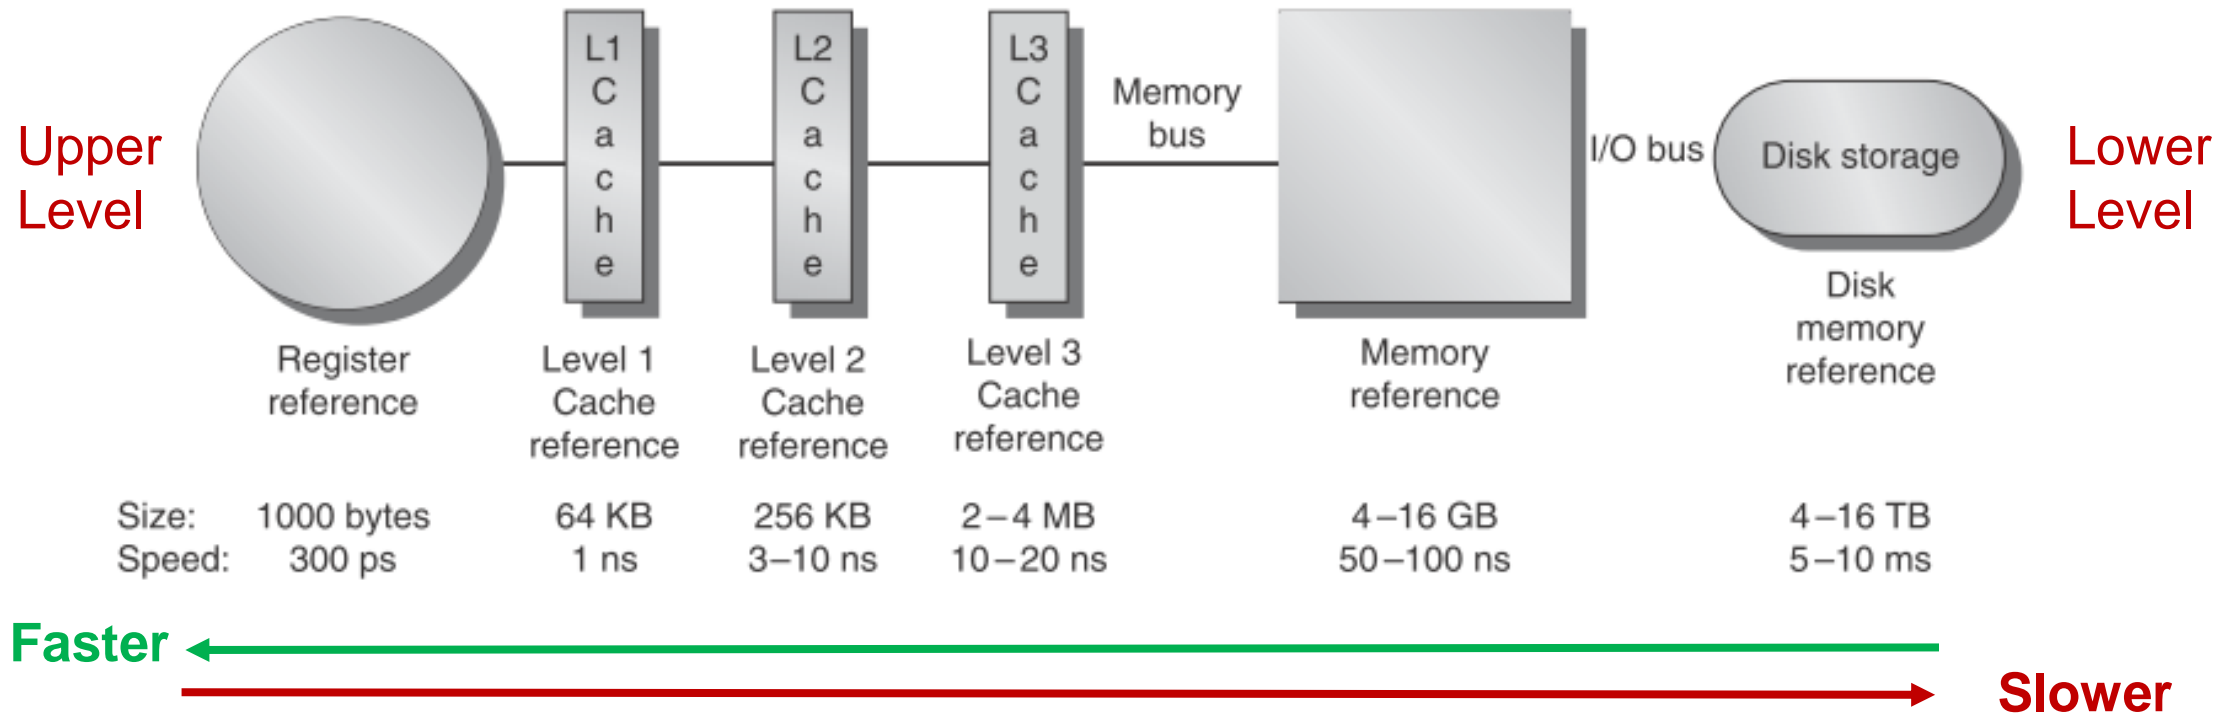 Upper
Level
L1
C
a
c
h
e
L2
C
a
c
h
e
L3
C
a
c
h
e
Memory
bus
I/O bus
Disk storage
Lower
Level
Register
reference
Level 1
Cache
reference
Level 2
Cache
reference
Level 3
Cache
reference
Memory
reference
Disk
memory
reference
Size: 1000 bytes 64 KB 256 KB 2–4 MB 4–16 GB 4–16 TB
Speed: 300 ps 1 ns 3–10 ns 10–20 ns 50–100 ns 5–10 ms
Faster
Slower